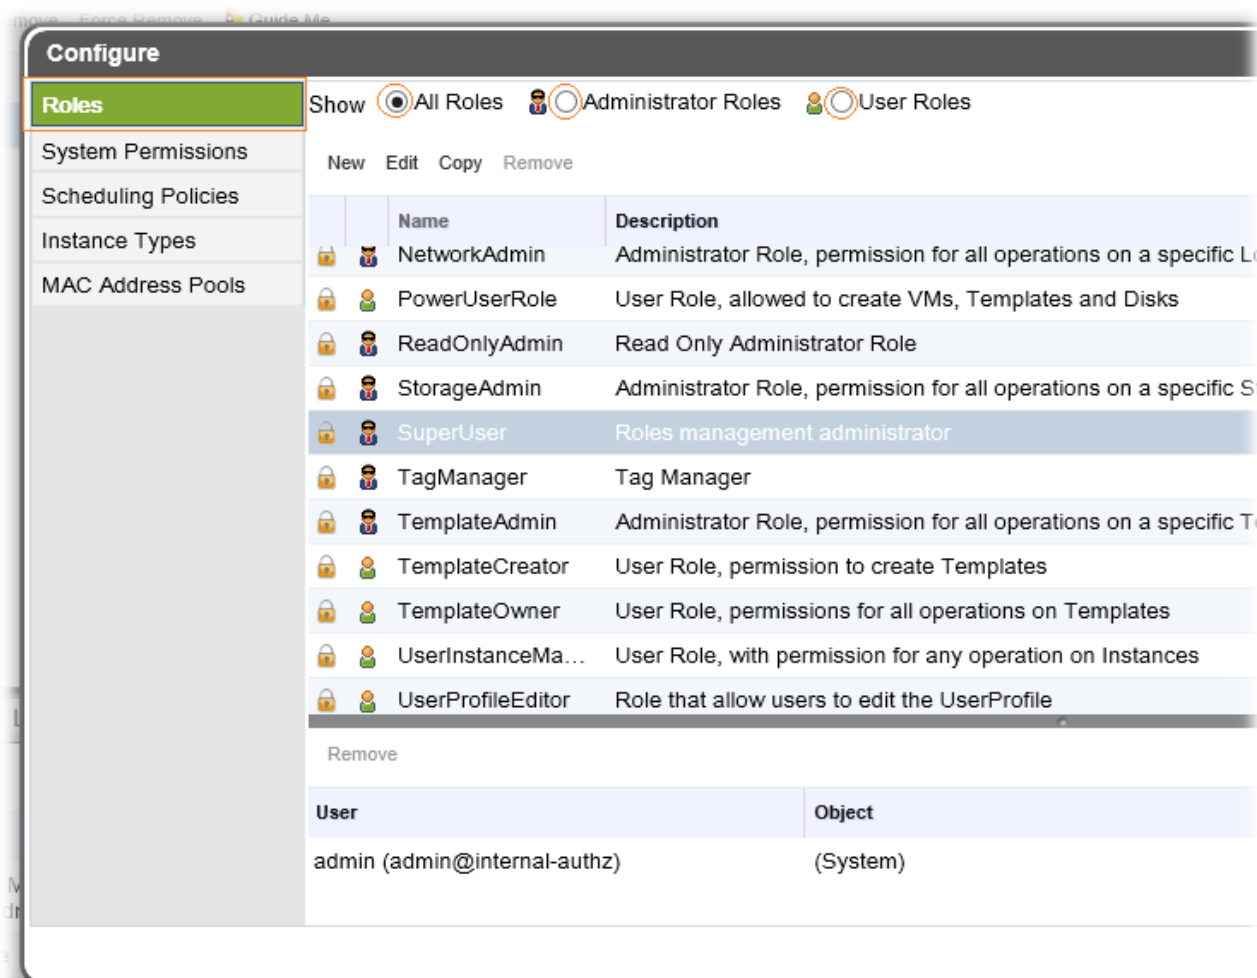 Force Remove Guide Me
Configure
Roles
System Permissions
Scheduling Policies
Instance Types
MAC Address Pools
Show All Roles Administrator Roles User Roles
New Edit Copy Remove
Name Description
NetworkAdmin Administrator Role, permission for all operations on a specific
PowerUserRole User Role, allowed to create VMs, Templates and Disks
ReadOnlyAdmin Read Only Administrator Role
StorageAdmin Administrator Role, permission for all operations on a specific
SuperUser Roles management administrator
TagManager Tag Manager
TemplateAdmin Administrator Role, permission for all operations on a specific
TemplateCreator User Role, permission to create Templates
TemplateOwner User Role, permissions for all operations on Templates
UserInstanceMa... User Role, with permission for any operation on Instances
UserProfileEditor Role that allow users to edit the UserProfile
Remove
User Object
admin (admin@internal-authz) (System)